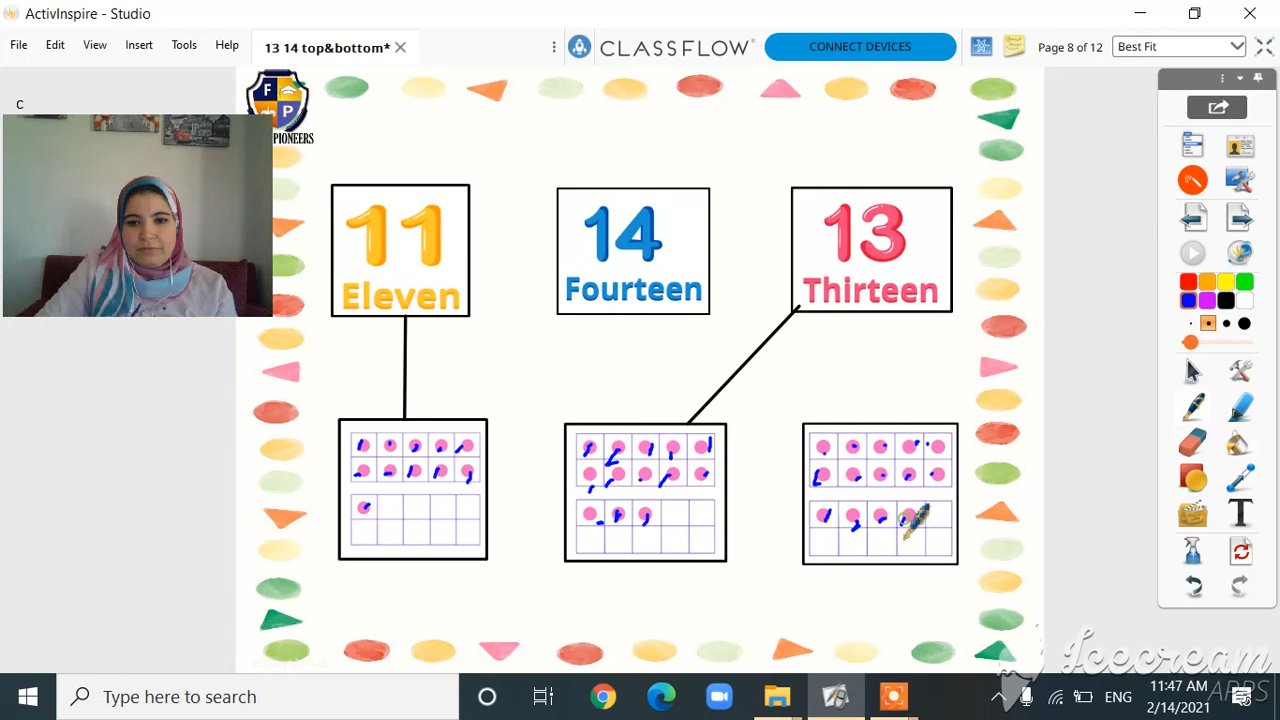 ActivInspire - Studio
File Edit View Insert Tools Help
13 14 top&bottom*
CLASSFLOW
CONNECT DEVICES
Page 8 of 12
Best Fit
c
F P
PIONEERS
11
Eleven
14
Fourteen
13
Thirteen
Icecream
APPS
Type here to search
ENG
11:47 AM
2/14/2021